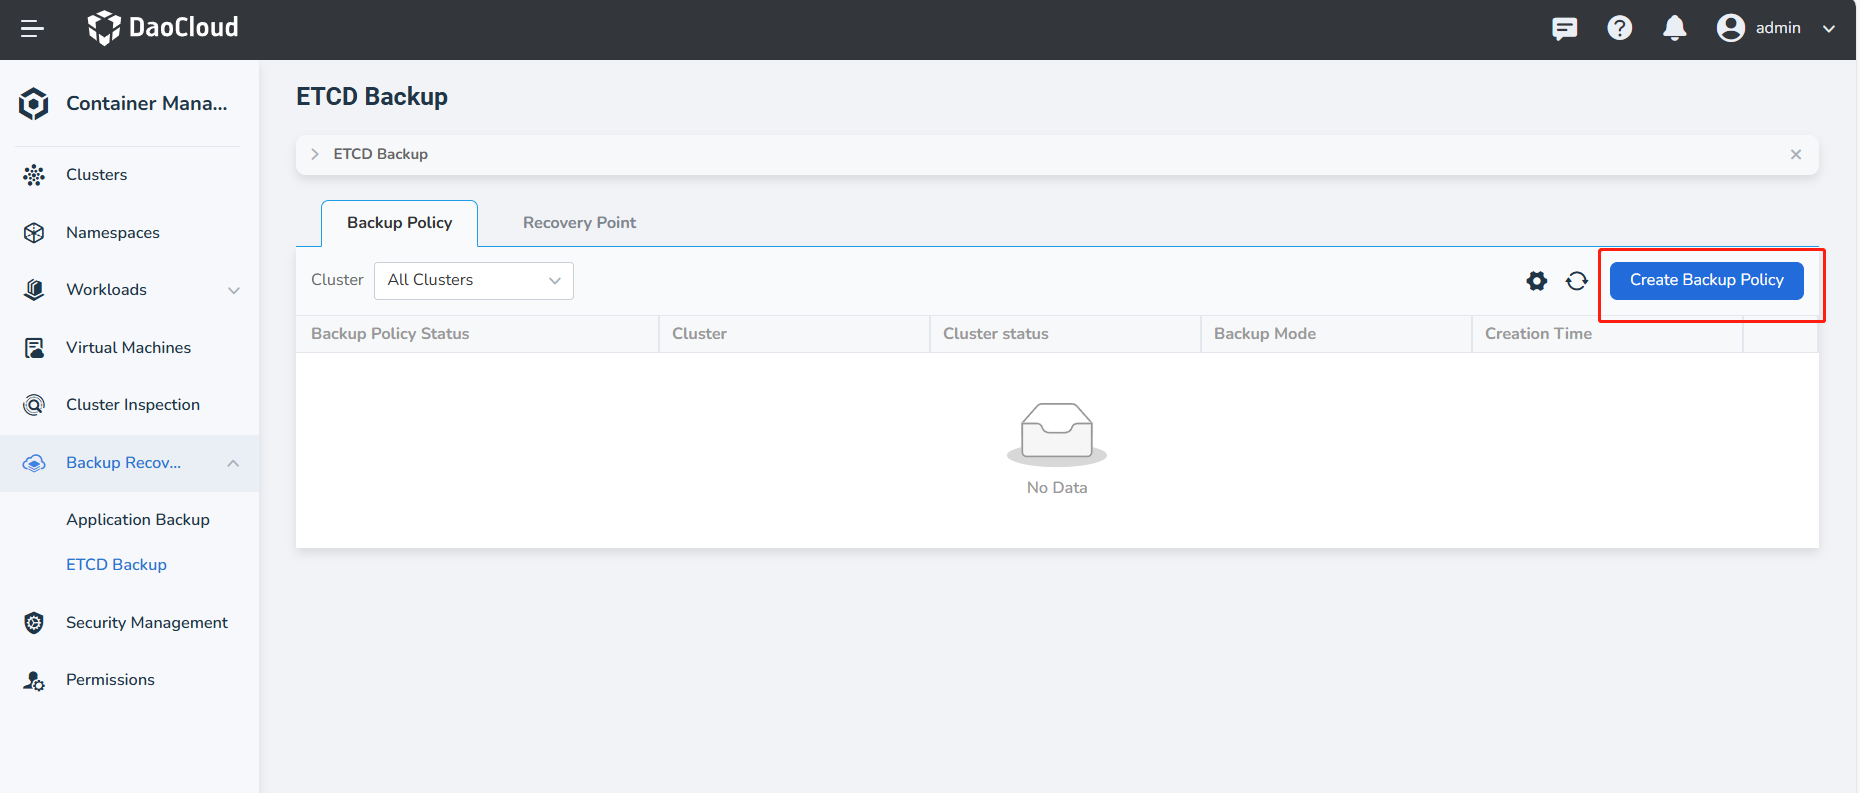 DaoCloud
admin
Container Mana...
Clusters
Namespaces
Workloads
Virtual Machines
Cluster Inspection
Backup Recov...
Application Backup
ETCD Backup
Security Management
Permissions
ETCD Backup
ETCD Backup
Backup Policy
Recovery Point
Cluster
All Clusters
Create Backup Policy
Backup Policy Status
Cluster
Cluster status
Backup Mode
Creation Time
No Data